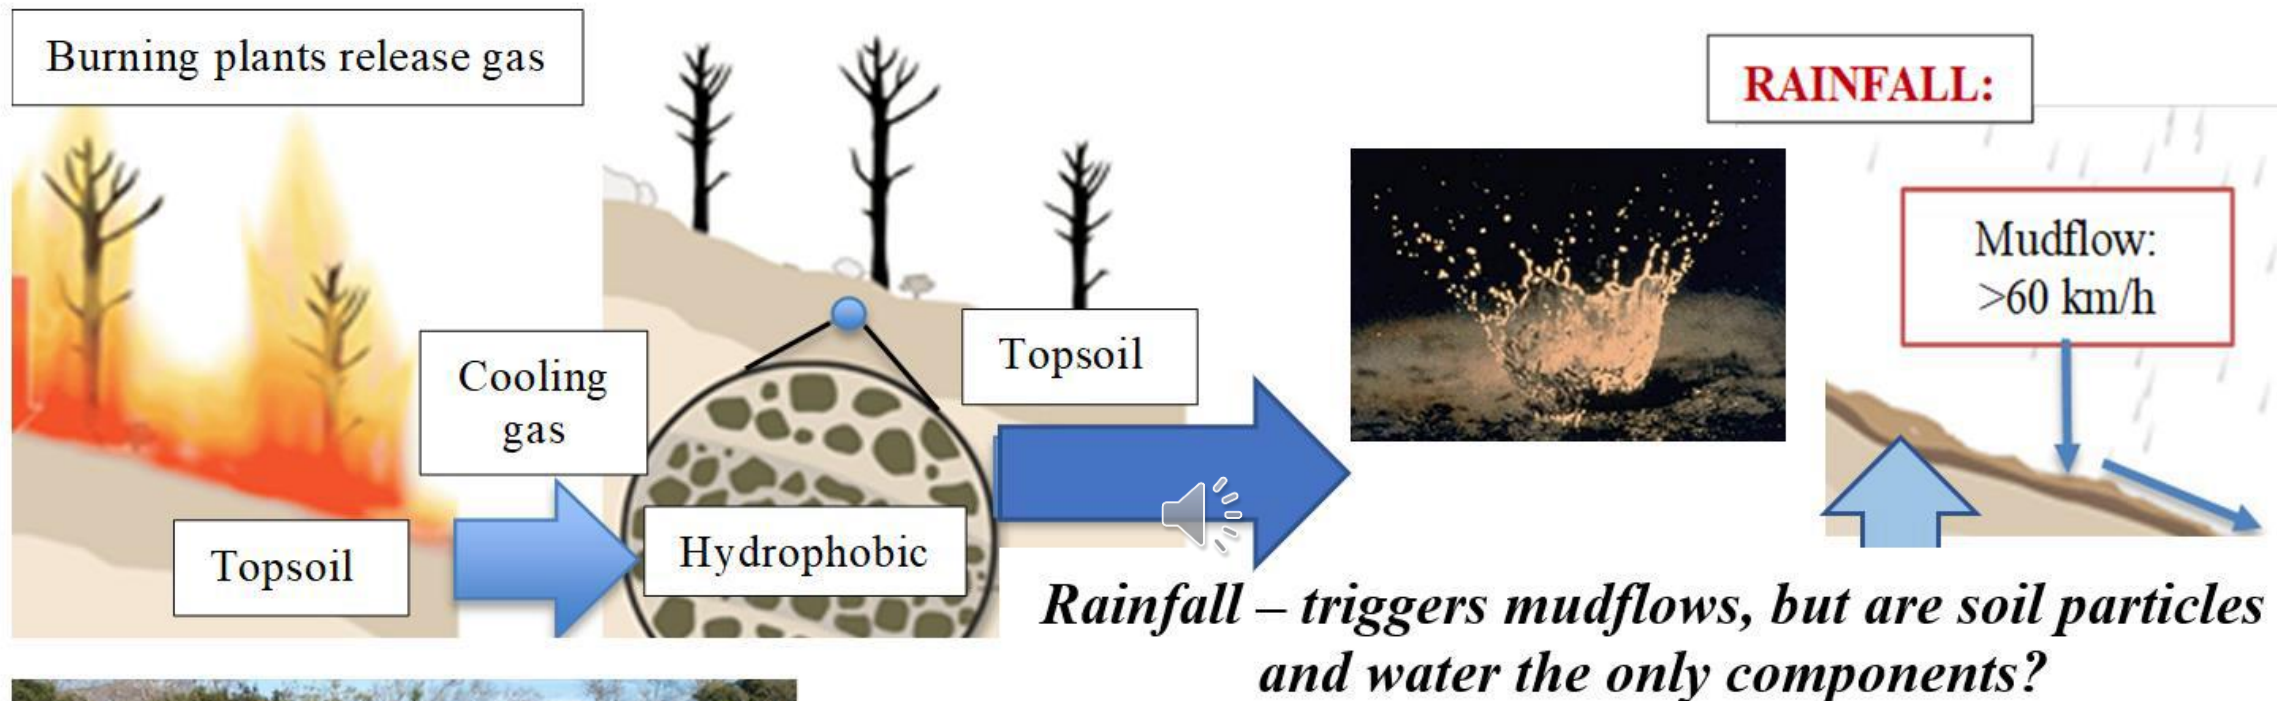 Burning plants release gas
RAINFALL:
Mudflow:
>60 km/h
Cooling
gas
Topsoil
Topsoil
Hydrophobic
Rainfall – triggers mudflows, but are soil particles
and water the only components?